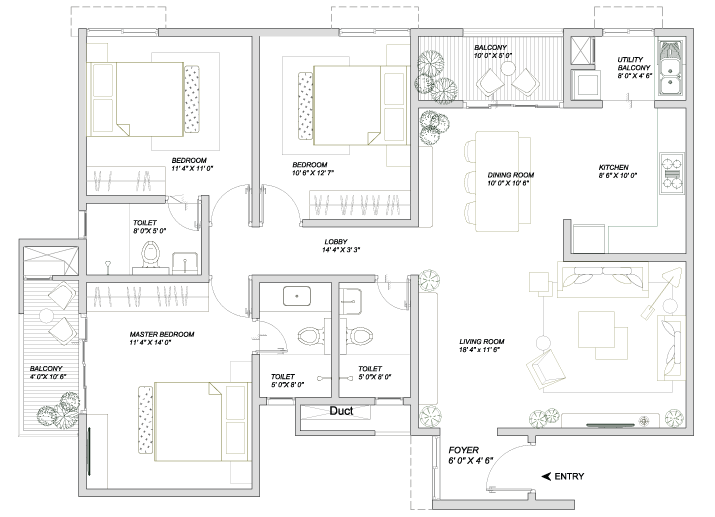 BALCONY
10' 0" X 5' 0"
UTILITY
BALCONY
8' 0" X 4' 6"
BEDROOM
11' 4" X 11' 0"
BEDROOM
10' 6" X 12' 7"
DINING ROOM
10' 0" X 10' 6"
KITCHEN
8' 6" X 10' 0"
TOILET
8' 0"X 5' 0"
LOBBY
14' 4" X 3' 3"
MASTER BEDROOM
11' 4" X 14' 0"
LIVING ROOM
18' 4" x 11' 6"
BALCONY
4' 0"X 10' 6"
TOILET
5' 0"X 8' 0"
TOILET
5' 0"X 8' 0"
Duct
FOYER
6' 0" X 4' 6"
ENTRY